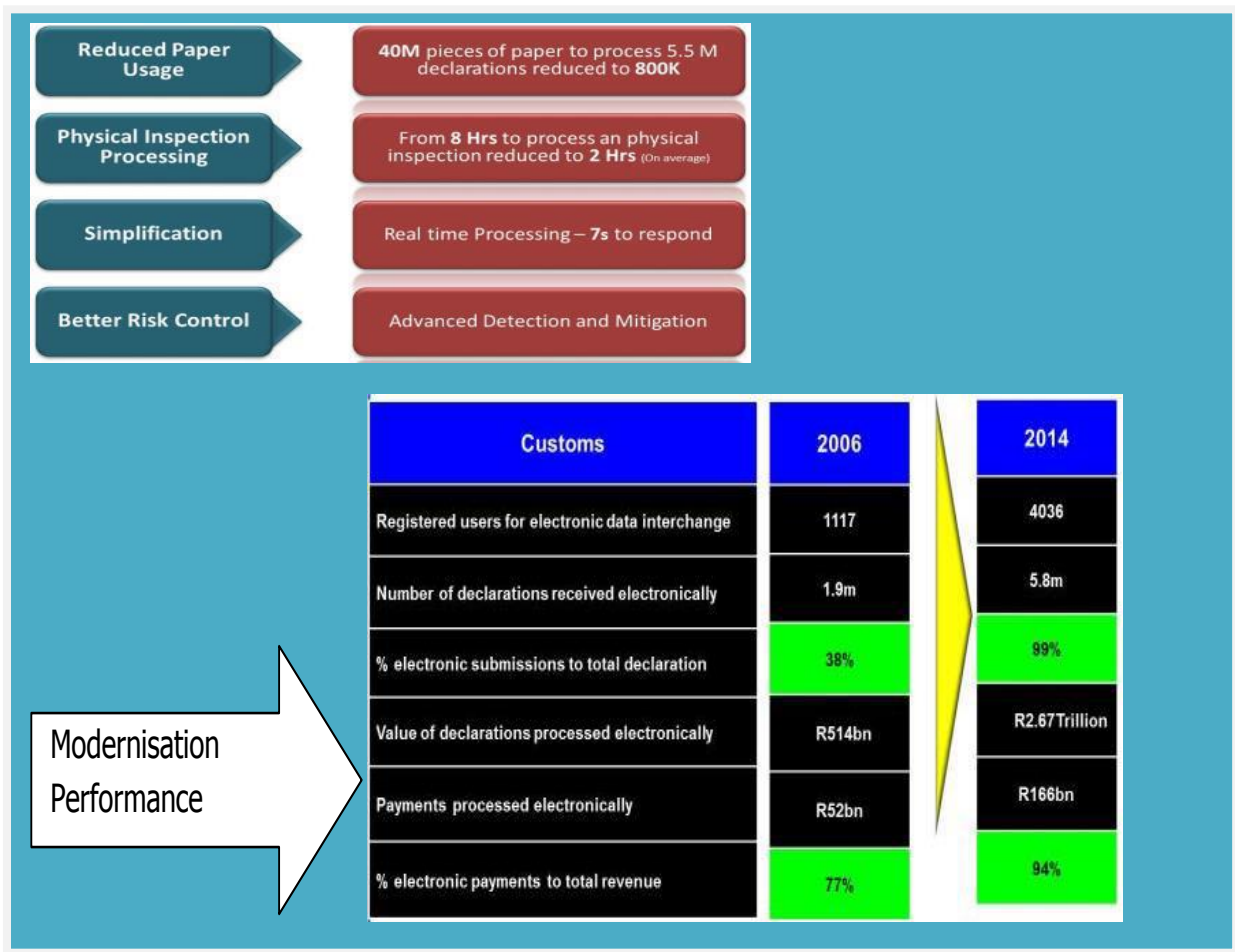 Reduced Paper
Usage
40M pieces of paper to process 5.5 M
declarations reduced to 800K
Physical Inspection
Processing
From 8 Hrs to process an physical
inspection reduced to 2 Hrs (On average)
Simplification
Real time Processing – 7s to respond
Better Risk Control
Advanced Detection and Mitigation
Customs 2006 2014
Registered users for electronic data interchange 1117 4036
Number of declarations received electronically 1.9m 5.8m
% electronic submissions to total declaration 38% 99%
Value of declarations processed electronically R514bn R2.67Trillion
Payments processed electronically R52bn R166bn
% electronic payments to total revenue 77% 94%
Modernisation
Performance